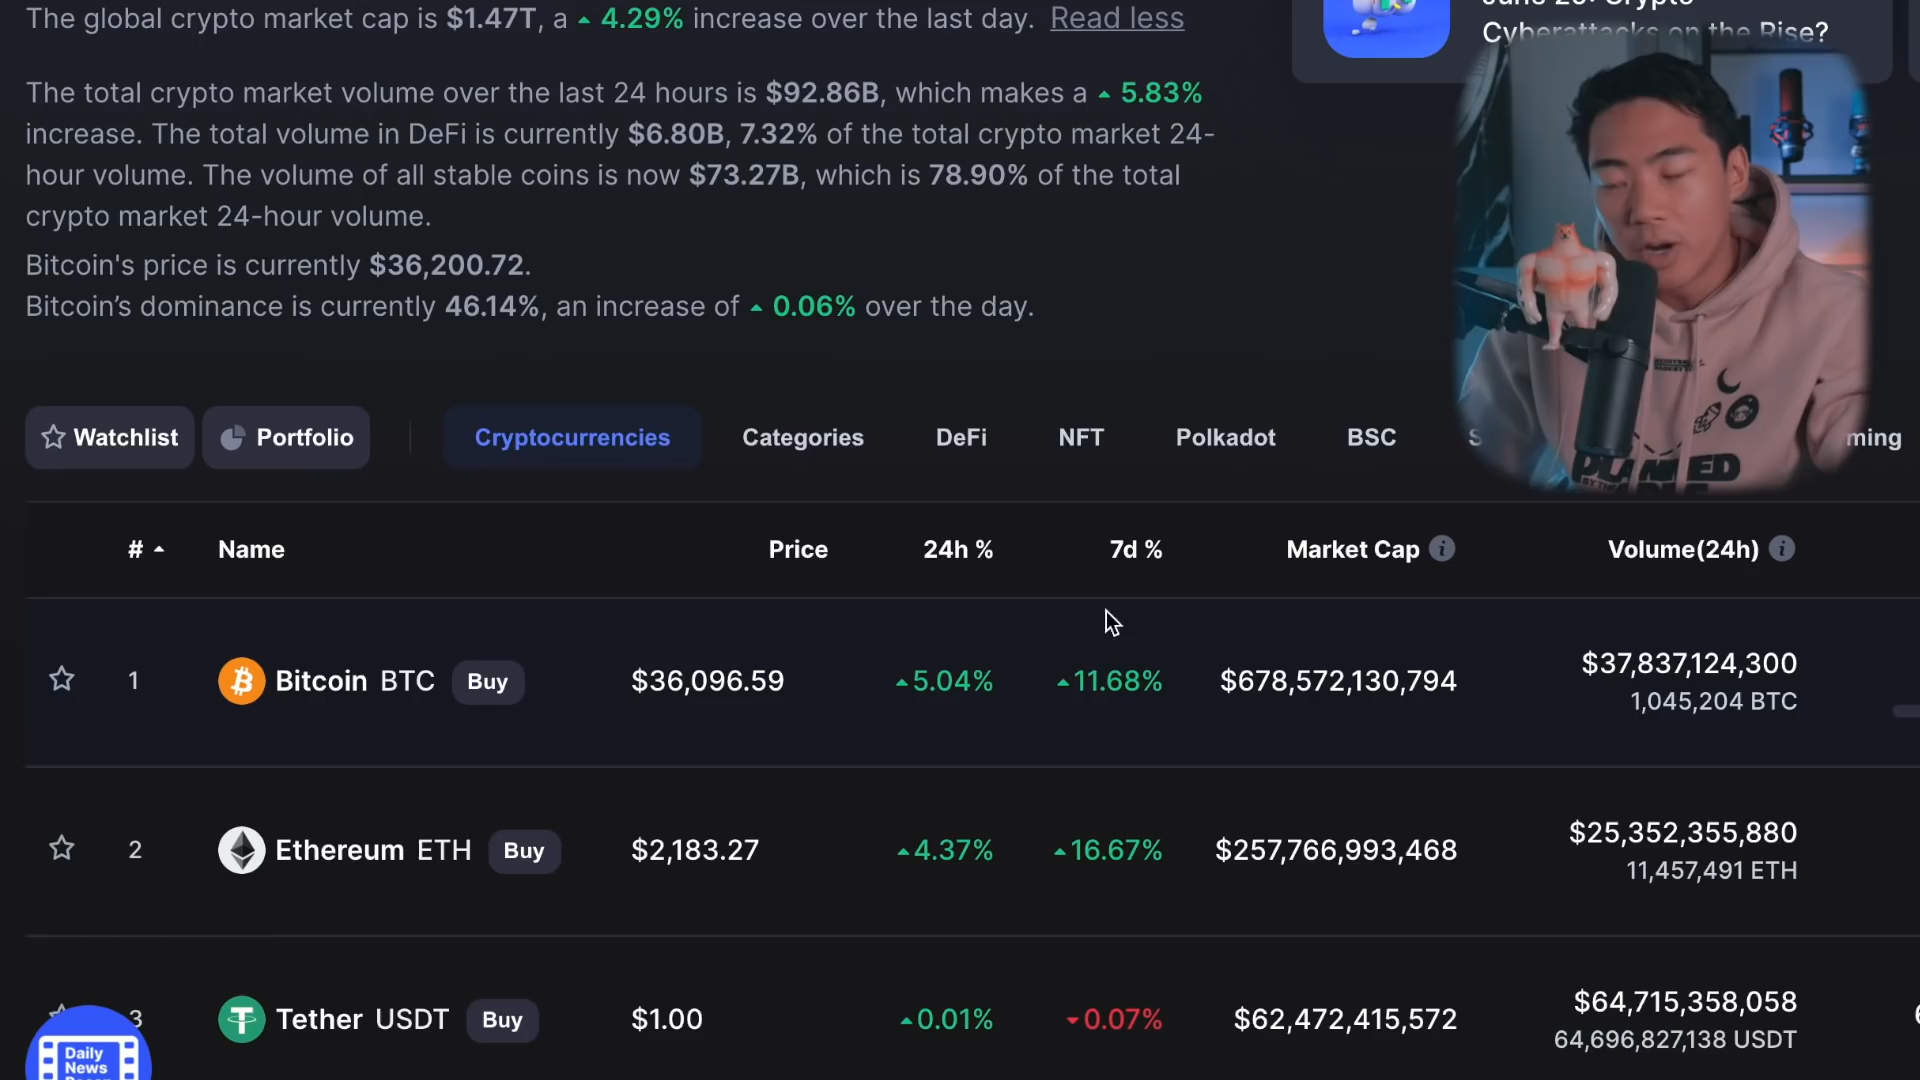 The global crypto market cap is $1.47T, a 4.29% increase over the last day. Read less
Cyberattacks on the Rise?
The total crypto market volume over the last 24 hours is $92.86B, which makes a 5.83%
increase. The total volume in DeFi is currently $6.80B, 7.32% of the total crypto market 24-
hour volume. The volume of all stable coins is now $73.27B, which is 78.90% of the total
crypto market 24-hour volume.
Bitcoin's price is currently $36,200.72.
Bitcoin’s dominance is currently 46.14%, an increase of 0.06% over the day.
Watchlist Portfolio Cryptocurrencies Categories DeFi NFT Polkadot BSC
PLANNED
# Name Price 24h % 7d % Market Cap Volume(24h)
1 Bitcoin BTC Buy $36,096.59 5.04% 11.68% $678,572,130,794 $37,837,124,300
1,045,204 BTC
2 Ethereum ETH Buy $2,183.27 4.37% 16.67% $257,766,993,468 $25,352,355,880
11,457,491 ETH
3 Tether USDT Buy $1.00 0.01% 0.07% $62,472,415,572 $64,715,358,058
64,696,827,138 USDT
Daily
News